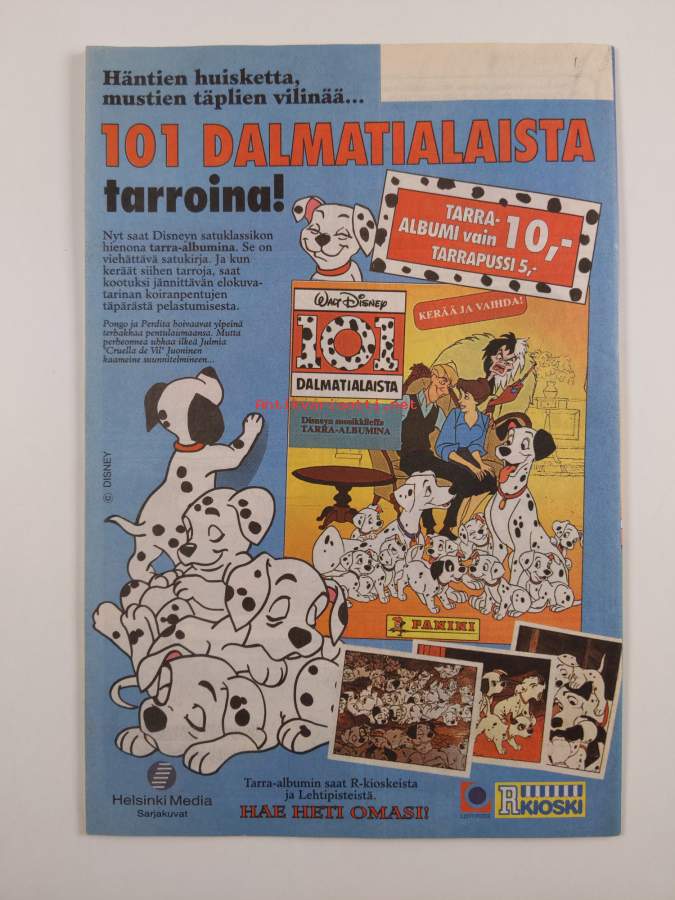 Häntien huisketta,
mustien täplien vilinää...
101 DALMATIALAISTA
tarroina!
Nyt saat Disneyn satuklassikon
hienona tarra-albumina. Se on
viehättävä satukirja. Ja kun
keräät siihen tarroja, saat
kootuksi jännittävän elokuva-
tarinan koiranpentujen
täpärästä pelastumisesta.
Pongo ja Perdita hoivaavat ylpeinä
terhakkaa pentulaumaansa. Mutta
perheonnea uhkaa ilkeä Julmia
"Cruella de Vil" Juoninen
kaameine suunnitelmineen...
TARRA-
ALBUMI vain 10,-
TARRAPUSSI 5,-
WALT DISNEY
101
DALMATIALAISTA
KERÄÄ JA VAIHDA!
Antikvariaatti.net
Disneyn
TARRA-ALBUMINA
© DISNEY
PANINI
Helsinki Media
Sarjakuvat
Tarra-albumin saat R-kioskeista
ja Lehtipisteistä.
HAE HETI OMASI!
LEHTIPISTE
R KIOSKI